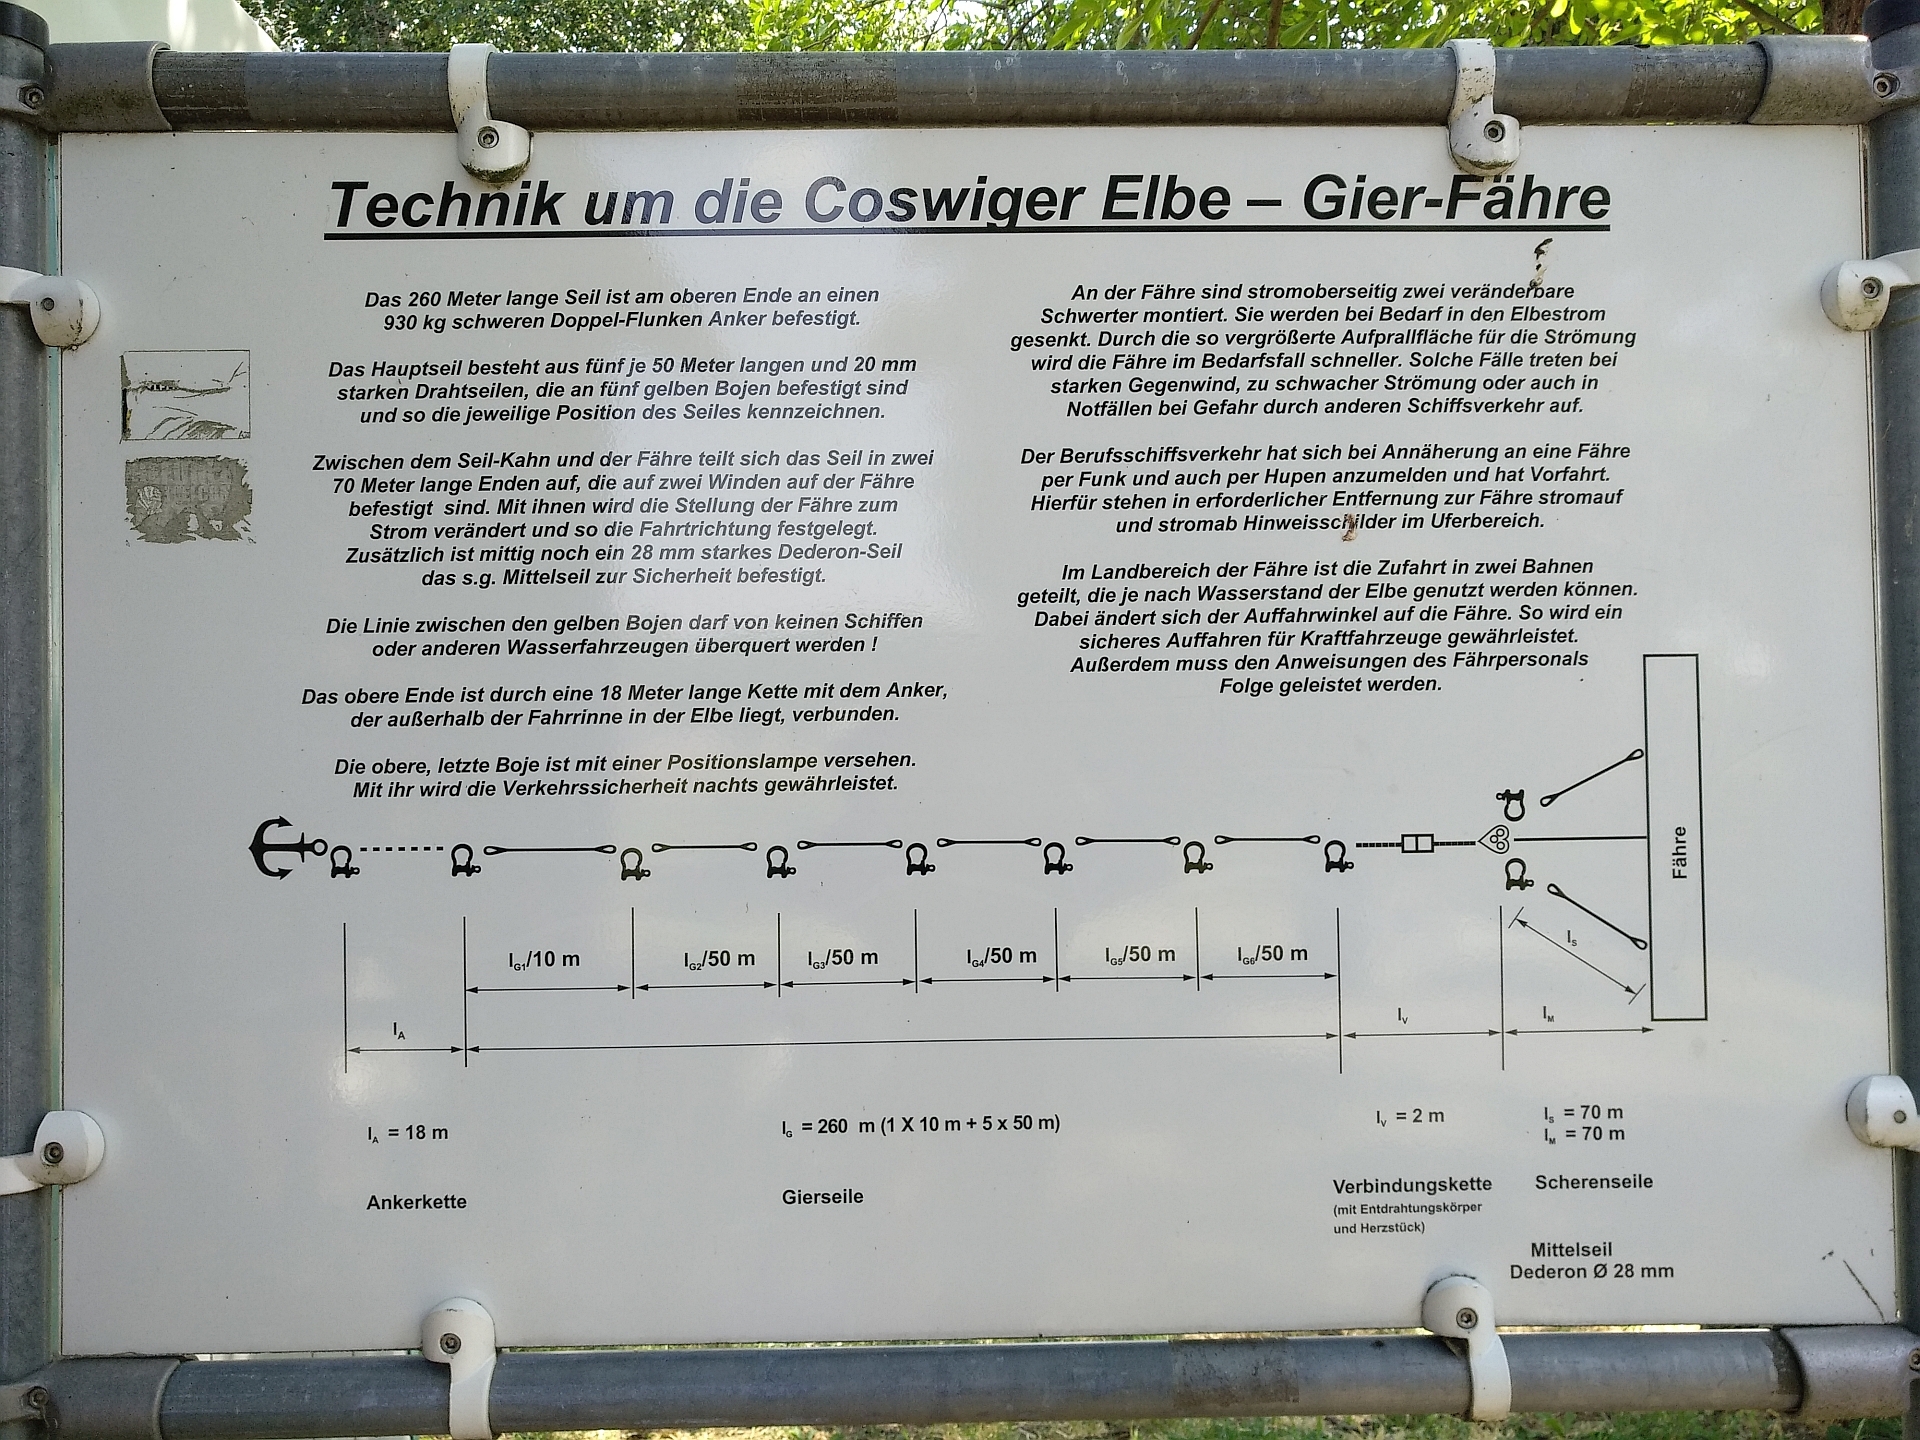 Technik um die Coswiger Elbe – Gier-Fähre
Das 260 Meter lange Seil ist am oberen Ende an einen
930 kg schweren Doppel-Flunken Anker befestigt.
Das Hauptseil besteht aus fünf je 50 Meter langen und 20 mm
starken Drahtseilen, die an fünf gelben Bojen befestigt sind
und so die jeweilige Position des Seiles kennzeichnen.
Zwischen dem Seil-Kahn und der Fähre teilt sich das Seil in zwei
70 Meter lange Enden auf, die auf zwei Winden auf der Fähre
befestigt sind. Mit ihnen wird die Stellung der Fähre zum
Strom verändert und so die Fahrtrichtung festgelegt.
Zusätzlich ist mittig noch ein 28 mm starkes Dederon-Seil
das s.g. Mittelseil zur Sicherheit befestigt.
Die Linie zwischen den gelben Bojen darf von keinen Schiffen
oder anderen Wasserfahrzeugen überquert werden !
Das obere Ende ist durch eine 18 Meter lange Kette mit dem Anker,
der außerhalb der Fahrrinne in der Elbe liegt, verbunden.
Die obere, letzte Boje ist mit einer Positionslampe versehen.
Mit ihr wird die Verkehrssicherheit nachts gewährleistet.
An der Fähre sind stromoberseitig zwei veränderbare
Schwerter montiert. Sie werden bei Bedarf in den Elbestrom
gesenkt. Durch die so vergrößerte Aufprallfläche für die Strömung
wird die Fähre im Bedarfsfall schneller. Solche Fälle treten bei
starken Gegenwind, zu schwacher Strömung oder auch in
Notfällen bei Gefahr durch anderen Schiffsverkehr auf.
Der Berufsschiffsverkehr hat sich bei Annäherung an eine Fähre
per Funk und auch per Hupen anzumelden und hat Vorfahrt.
Hierfür stehen in erforderlicher Entfernung zur Fähre stromauf
und stromab Hinweisschilder im Uferbereich.
Im Landbereich der Fähre ist die Zufahrt in zwei Bahnen
geteilt, die je nach Wasserstand der Elbe genutzt werden können.
Dabei ändert sich der Auffahrwinkel auf die Fähre. So wird ein
sicheres Auffahren für Kraftfahrzeuge gewährleistet.
Außerdem muss den Anweisungen des Fährpersonals
Folge geleistet werden.
Fähre
lG1/10 m lG2/50 m lG3/50 m lG4/50 m lG5/50 m lG6/50 m lS
lA lV lM
lA = 18 m
lG = 260 m (1 X 10 m + 5 x 50 m)
lV = 2 m
lS = 70 m
lM = 70 m
Ankerkette
Gierseile
Verbindungskette
(mit Entdrahtungskörper
und Herzstück)
Scherenseile
Mittelseil
Dederon Ø 28 mm